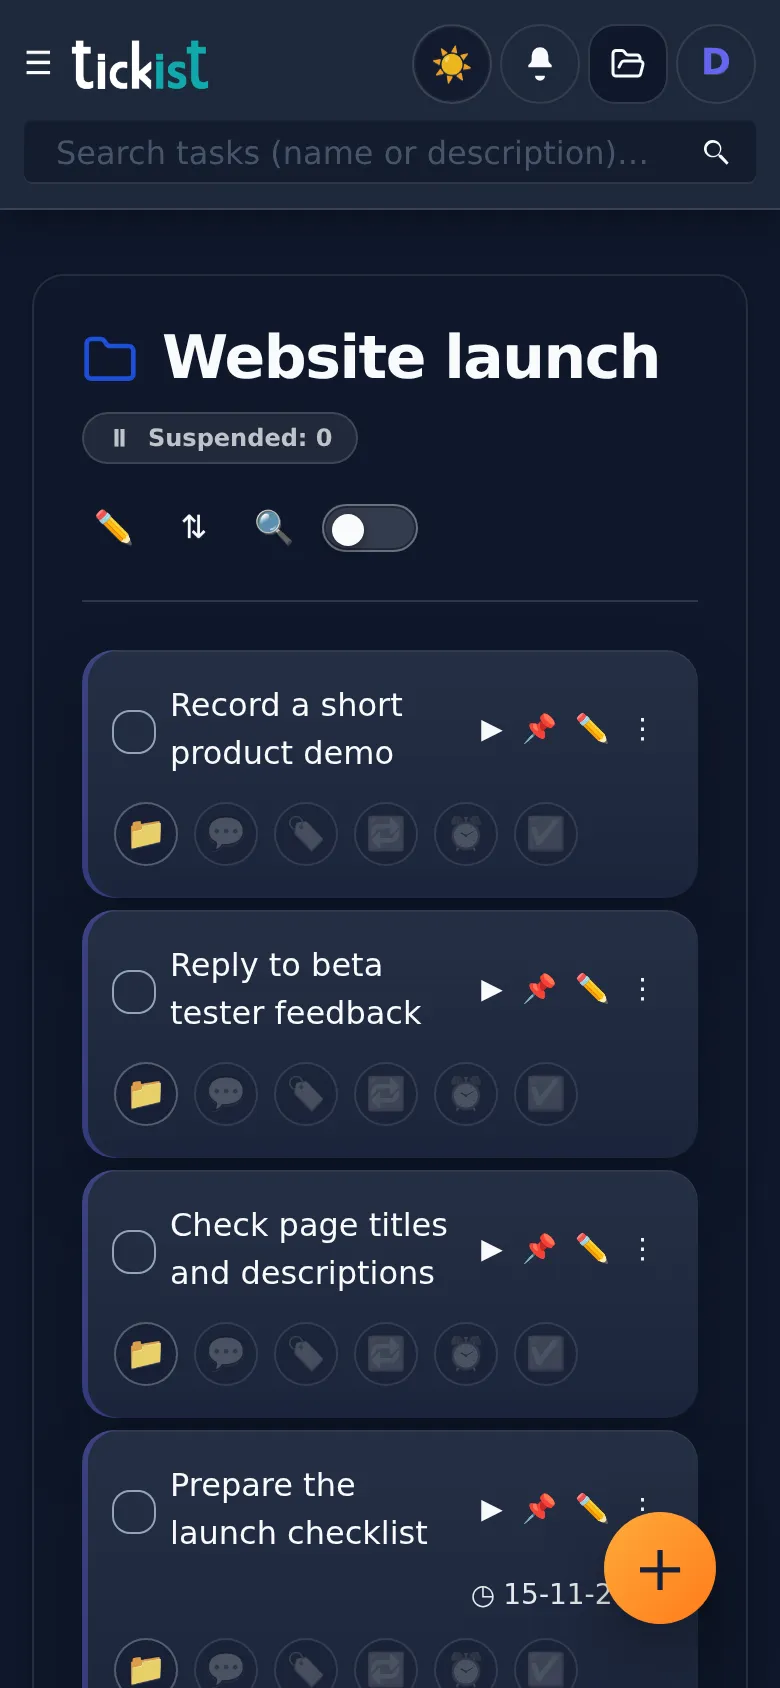 tickist
D
Search tasks (name or description)...
Website launch
Suspended: 0
Record a short
product demo
Reply to beta
tester feedback
Check page titles
and descriptions
Prepare the
launch checklist
15-11-2